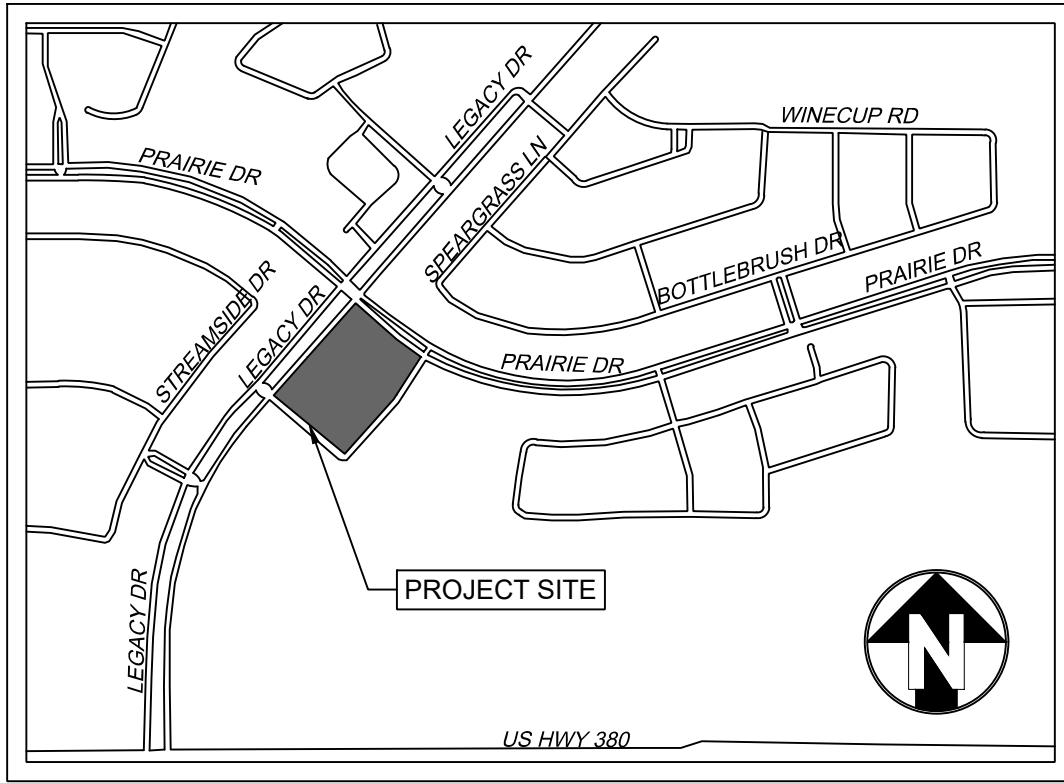 LEGACY DR
WINECUP RD
PRAIRIE DR
SPEARGRASS LN
BOTTLEBRUSH DR
PRAIRIE DR
STREAMSIDE DR
LEGACY DR
PRAIRIE DR
PROJECT SITE
LEGACY DR
N
US HWY 380